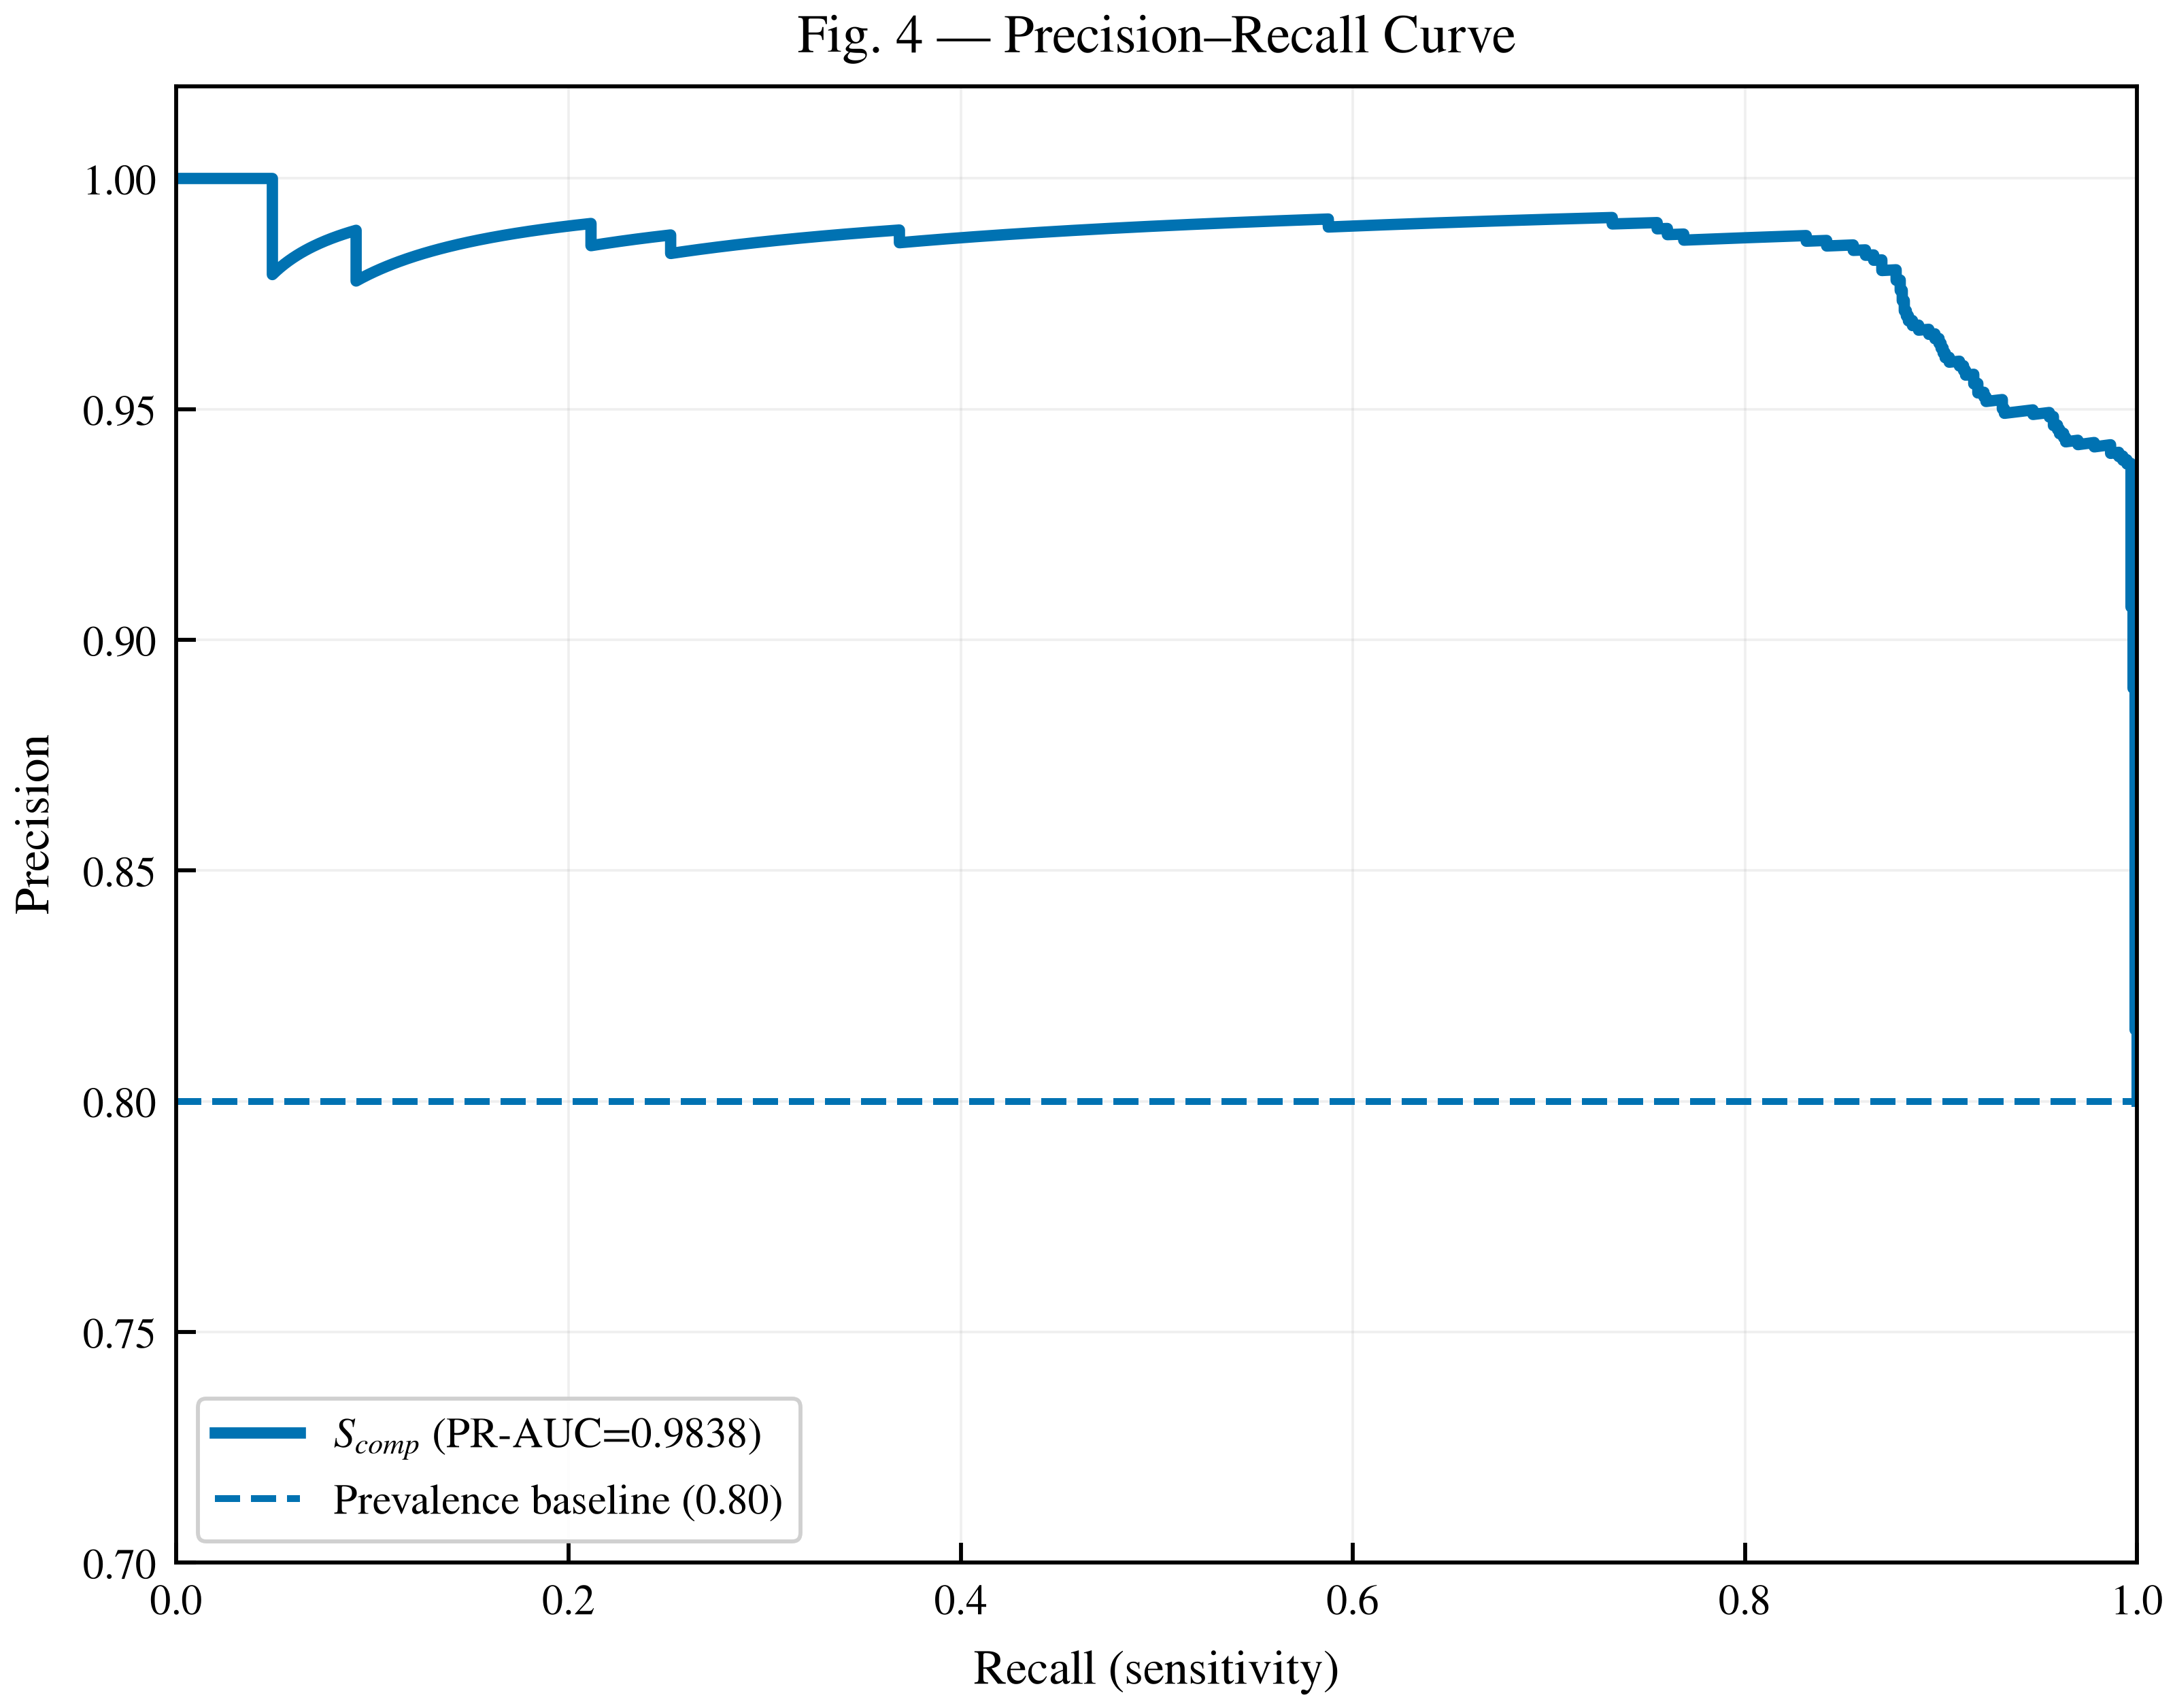 Fig. 4 — Precision–Recall Curve
Precision
1.00
0.95
0.90
0.85
0.80
0.75
0.70
S_comp (PR-AUC=0.9838)
Prevalence baseline (0.80)
0.0 0.2 0.4 0.6 0.8 1.0
Recall (sensitivity)